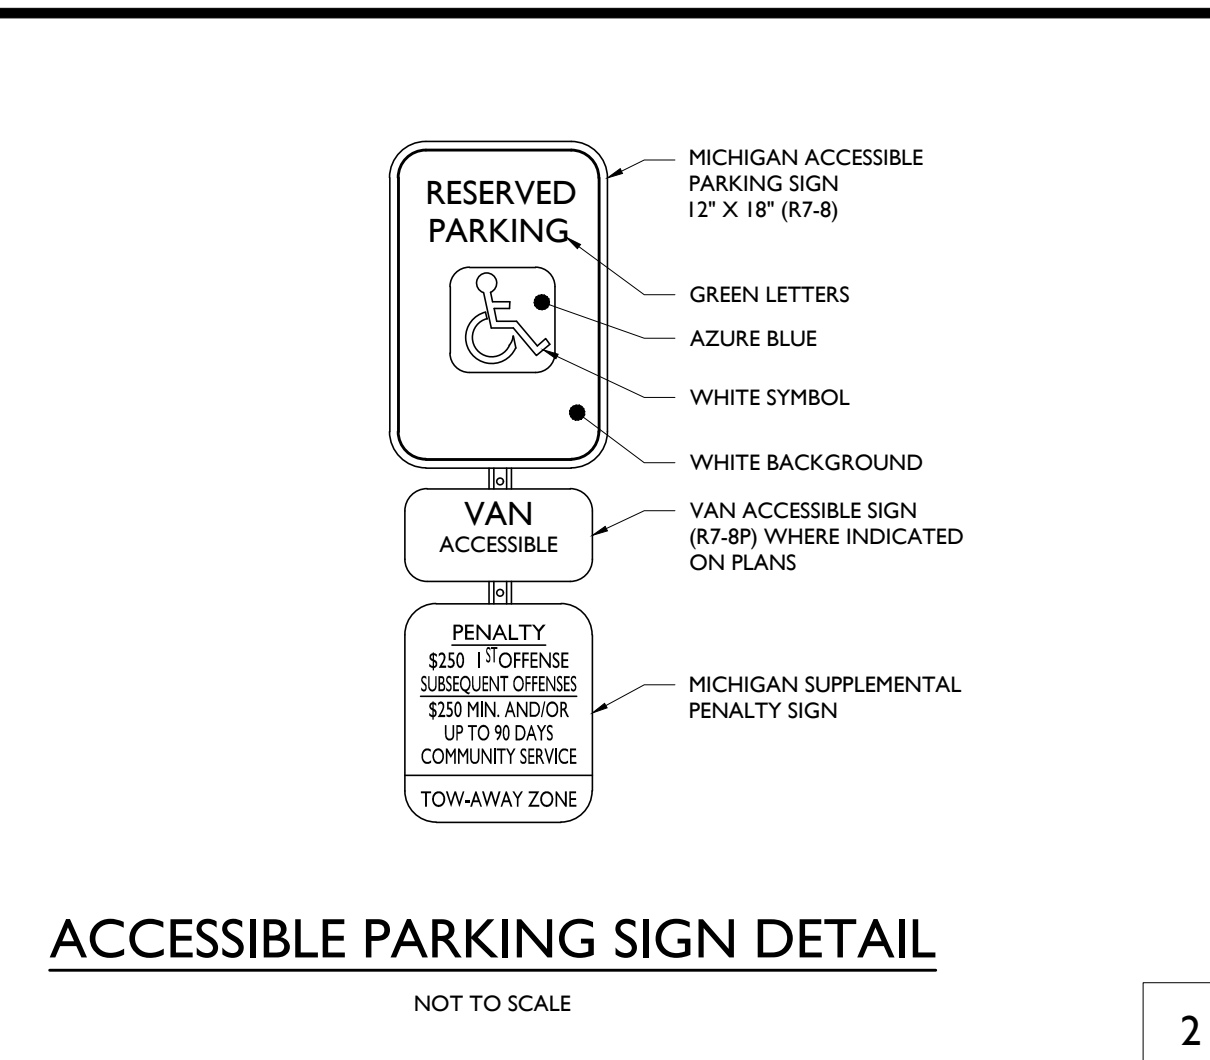 RESERVED
PARKING
MICHIGAN ACCESSIBLE
PARKING SIGN
12" X 18" (R7-8)
GREEN LETTERS
AZURE BLUE
WHITE SYMBOL
WHITE BACKGROUND
VAN
ACCESSIBLE
VAN ACCESSIBLE SIGN
(R7-8P) WHERE INDICATED
ON PLANS
PENALTY
$250 1ST OFFENSE
SUBSEQUENT OFFENSES
$250 MIN. AND/OR
UP TO 90 DAYS
COMMUNITY SERVICE
TOW-AWAY ZONE
MICHIGAN SUPPLEMENTAL
PENALTY SIGN
ACCESSIBLE PARKING SIGN DETAIL
NOT TO SCALE
2